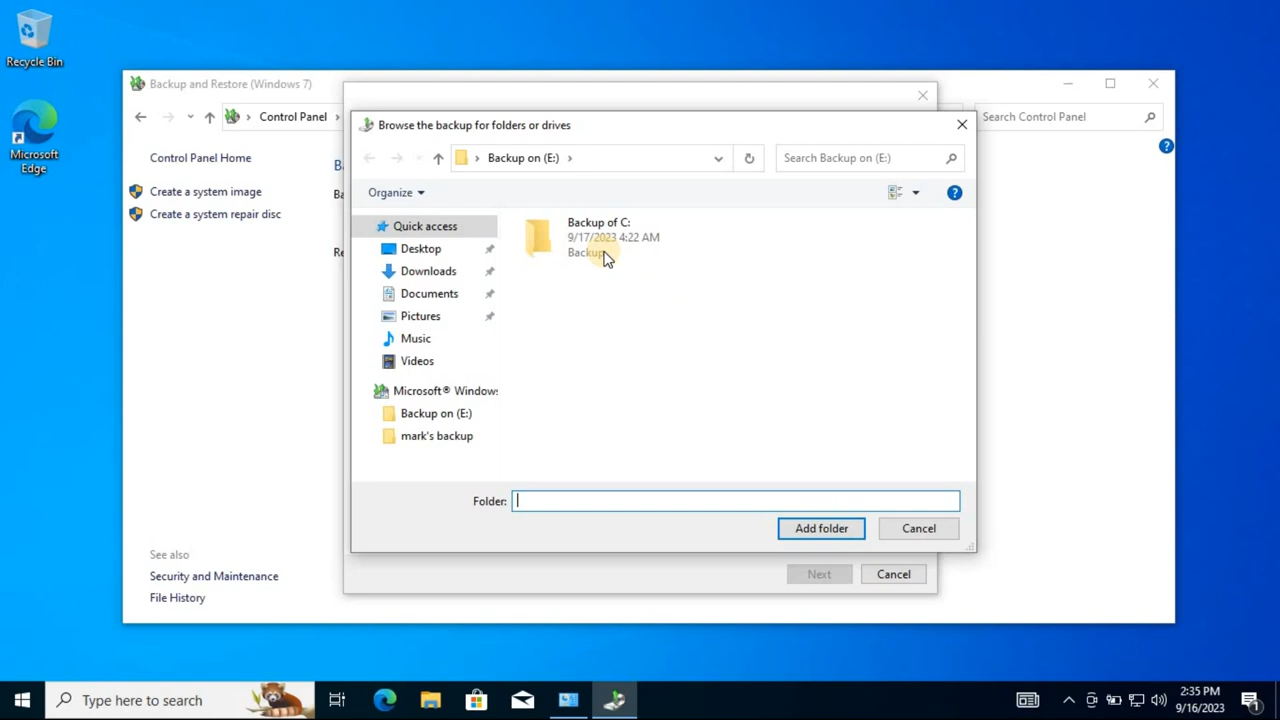 Recycle Bin
Microsoft
Edge
Backup and Restore (Windows 7)
Control Panel
Search Control Panel
Control Panel Home
Create a system image
Create a system repair disc
See also
Security and Maintenance
File History
Browse the backup for folders or drives
Backup on (E:)
Search Backup on (E:)
Organize
Quick access
Desktop
Downloads
Documents
Pictures
Music
Videos
Microsoft® Window
Backup on (E:)
mark's backup
Backup of C:
9/17/2023 4:22 AM
Backup
Folder:
Add folder
Cancel
Next
Cancel
Type here to search
2:35 PM
9/16/2023
1